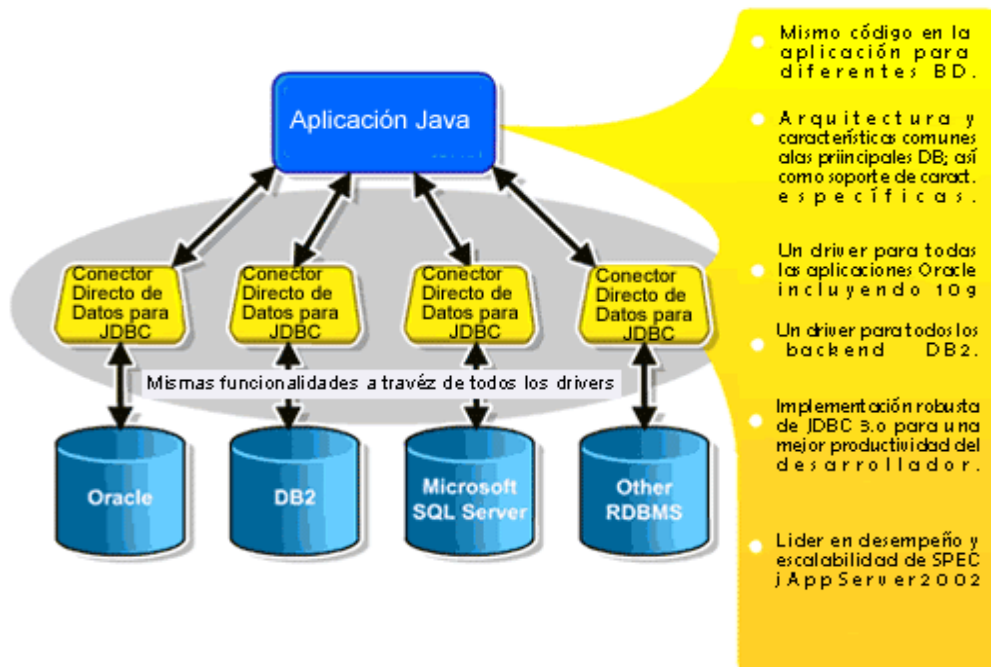 Aplicación Java
Conector
Directo de
Datos para
JDBC
Conector
Directo de
Datos para
JDBC
Conector
Directo de
Datos para
JDBC
Conector
Directo de
Datos para
JDBC
Mismas funcionalidades a travéz de todos los drivers
Oracle
DB2
Microsoft
SQL Server
Other
RDBMS
Mismo código en la
aplicación para
diferentes BD.
Arquitectura y
características comunes
alas priincipales DB; así
como soporte de caract.
específicas.
Un driver para todas
las aplicaciones Oracle
incluyendo 10g
Un driver para todos los
backend DB2.
Implementación robusta
de JDBC 3.0 para una
mejor productividad del
desarrollador.
Lider en desempeño y
escalabilidad de SPEC
jAppServer2002